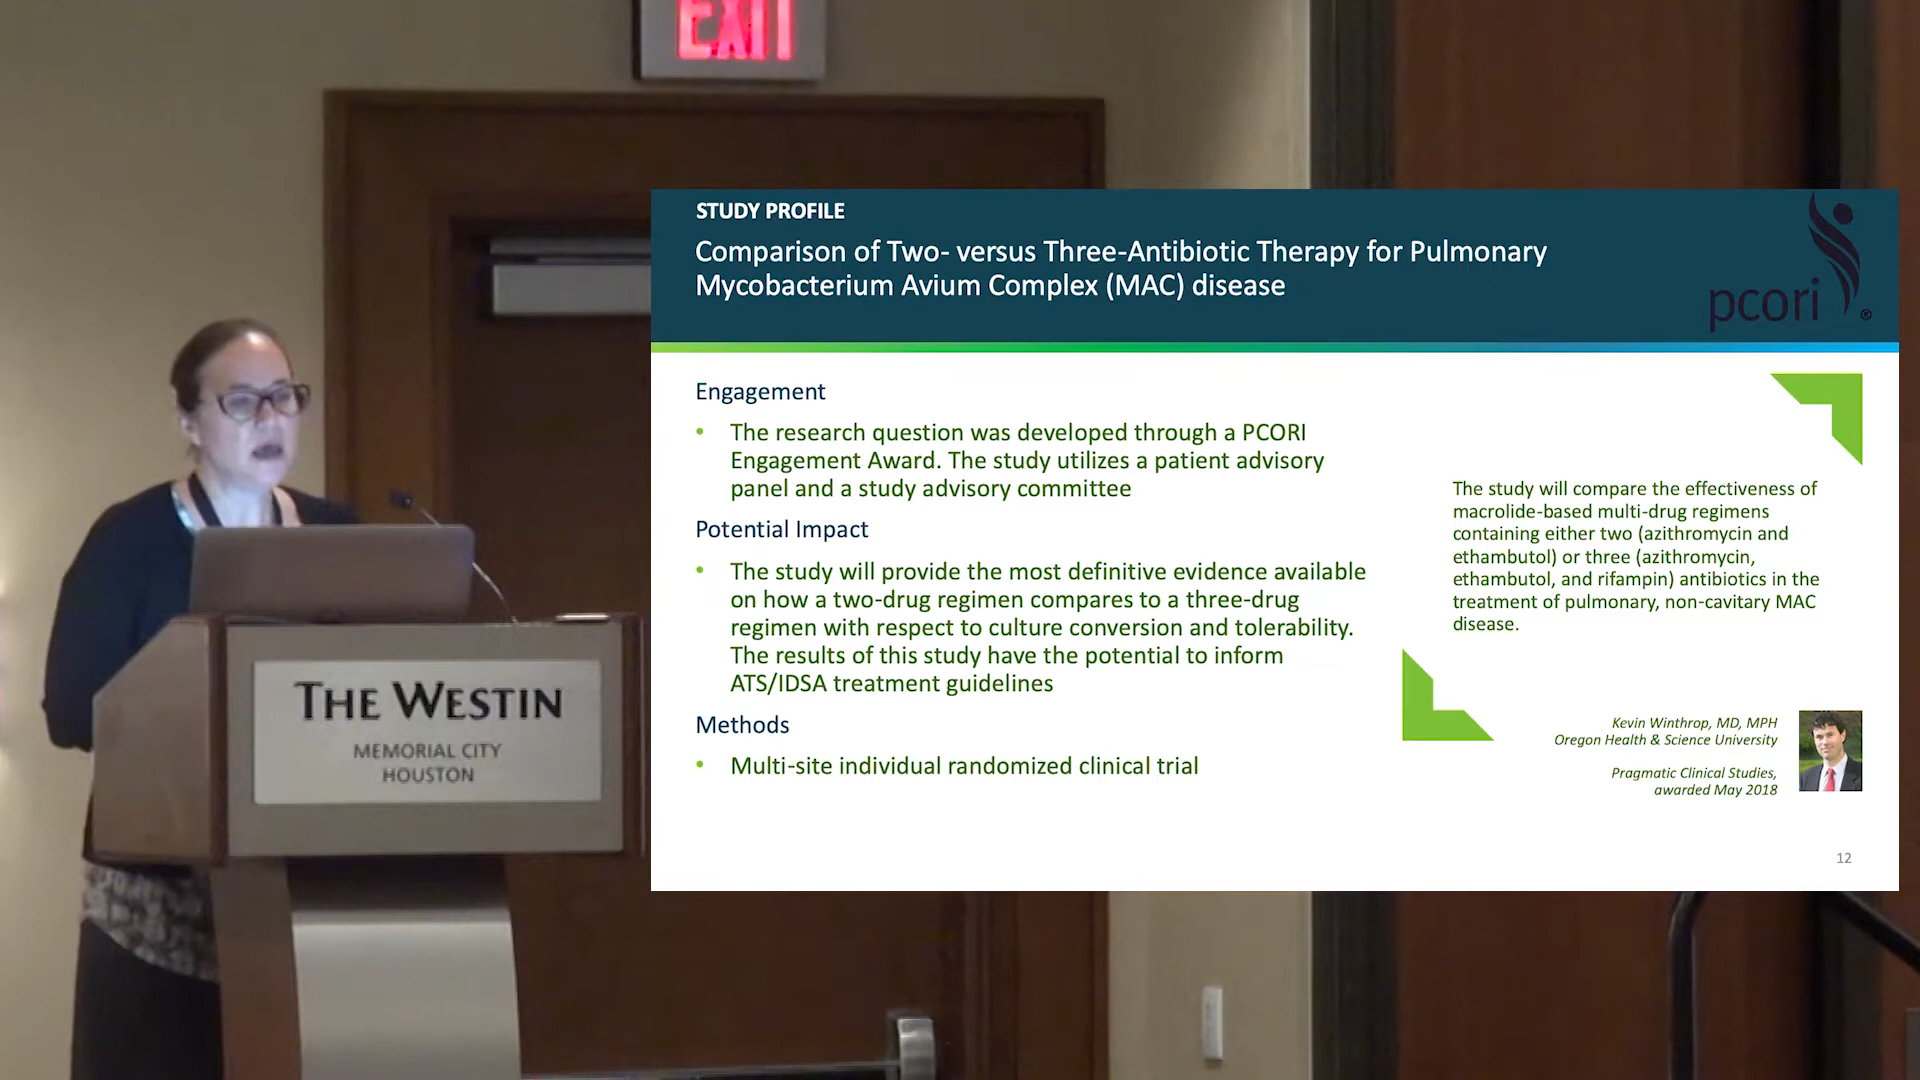 EXIT
STUDY PROFILE
Comparison of Two- versus Three-Antibiotic Therapy for Pulmonary
Mycobacterium Avium Complex (MAC) disease
pcori
®
Engagement
• The research question was developed through a PCORI
Engagement Award. The study utilizes a patient advisory
panel and a study advisory committee
Potential Impact
• The study will provide the most definitive evidence available
on how a two-drug regimen compares to a three-drug
regimen with respect to culture conversion and tolerability.
The results of this study have the potential to inform
ATS/IDSA treatment guidelines
Methods
• Multi-site individual randomized clinical trial
The study will compare the effectiveness of
macrolide-based multi-drug regimens
containing either two (azithromycin and
ethambutol) or three (azithromycin,
ethambutol, and rifampin) antibiotics in the
treatment of pulmonary, non-cavitary MAC
disease.
Kevin Winthrop, MD, MPH
Oregon Health & Science University
Pragmatic Clinical Studies,
awarded May 2018
12
THE WESTIN
MEMORIAL CITY
HOUSTON